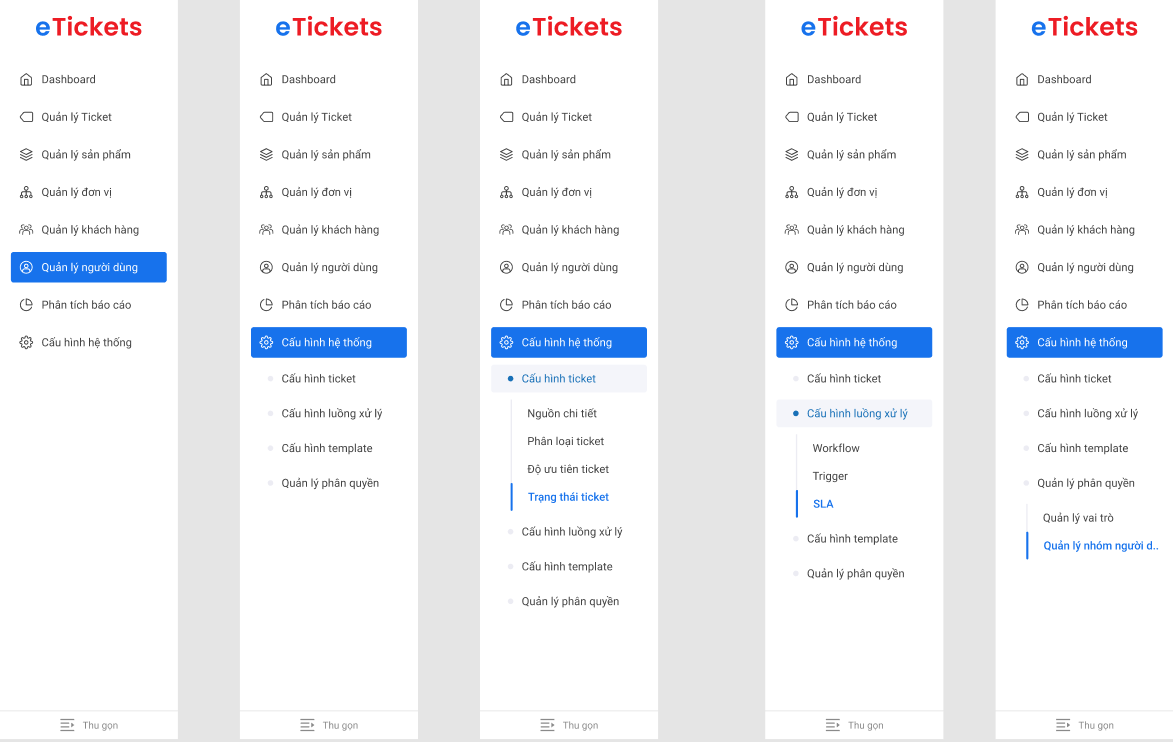 eTickets
Dashboard
Quản lý Ticket
Quản lý sản phẩm
Quản lý đơn vị
Quản lý khách hàng
Quản lý người dùng
Phân tích báo cáo
Cấu hình hệ thống
Thu gọn
eTickets
Dashboard
Quản lý Ticket
Quản lý sản phẩm
Quản lý đơn vị
Quản lý khách hàng
Quản lý người dùng
Phân tích báo cáo
Cấu hình hệ thống
Cấu hình ticket
Cấu hình luồng xử lý
Cấu hình template
Quản lý phân quyền
Thu gọn
eTickets
Dashboard
Quản lý Ticket
Quản lý sản phẩm
Quản lý đơn vị
Quản lý khách hàng
Quản lý người dùng
Phân tích báo cáo
Cấu hình hệ thống
Cấu hình ticket
Nguồn chi tiết
Phân loại ticket
Độ ưu tiên ticket
Trạng thái ticket
Cấu hình luồng xử lý
Cấu hình template
Quản lý phân quyền
Thu gọn
eTickets
Dashboard
Quản lý Ticket
Quản lý sản phẩm
Quản lý đơn vị
Quản lý khách hàng
Quản lý người dùng
Phân tích báo cáo
Cấu hình hệ thống
Cấu hình ticket
Cấu hình luồng xử lý
Workflow
Trigger
SLA
Cấu hình template
Quản lý phân quyền
Thu gọn
eTickets
Dashboard
Quản lý Ticket
Quản lý sản phẩm
Quản lý đơn vị
Quản lý khách hàng
Quản lý người dùng
Phân tích báo cáo
Cấu hình hệ thống
Cấu hình ticket
Cấu hình luồng xử lý
Cấu hình template
Quản lý phân quyền
Quản lý vai trò
Quản lý nhóm người d..
Thu gọn